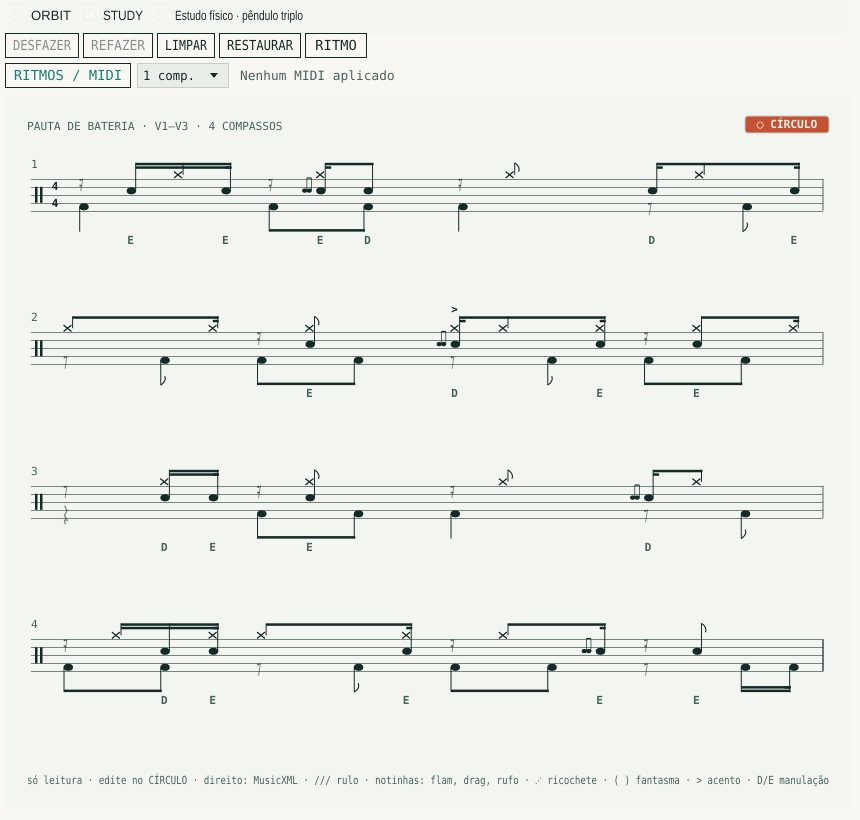 ORBIT STUDY Estudo físico · pêndulo triplo
DESFAZER REFAZER LIMPAR RESTAURAR RITMO
RITMOS / MIDI 1 comp. Nenhum MIDI aplicado
PAUTA DE BATERIA · V1—V3 · 4 COMPASSOS ○ CÍRCULO
1
4
4
E E E D D E
2
>
E D E E
3
D E E D
4
D E E E E
só leitura · edite no CÍRCULO · direito: MusicXML · /// rulo · notinhas: flam, drag, rufo · ⋰ ricochete · ( ) fantasma · > acento · D/E manulação